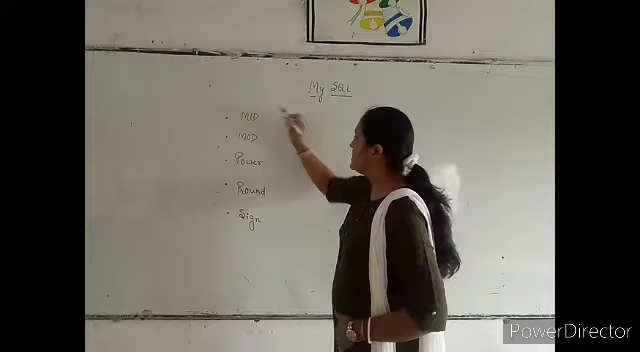 My SQL
• MID
• MOD
• Power
• Round
• Sign
PowerDirector